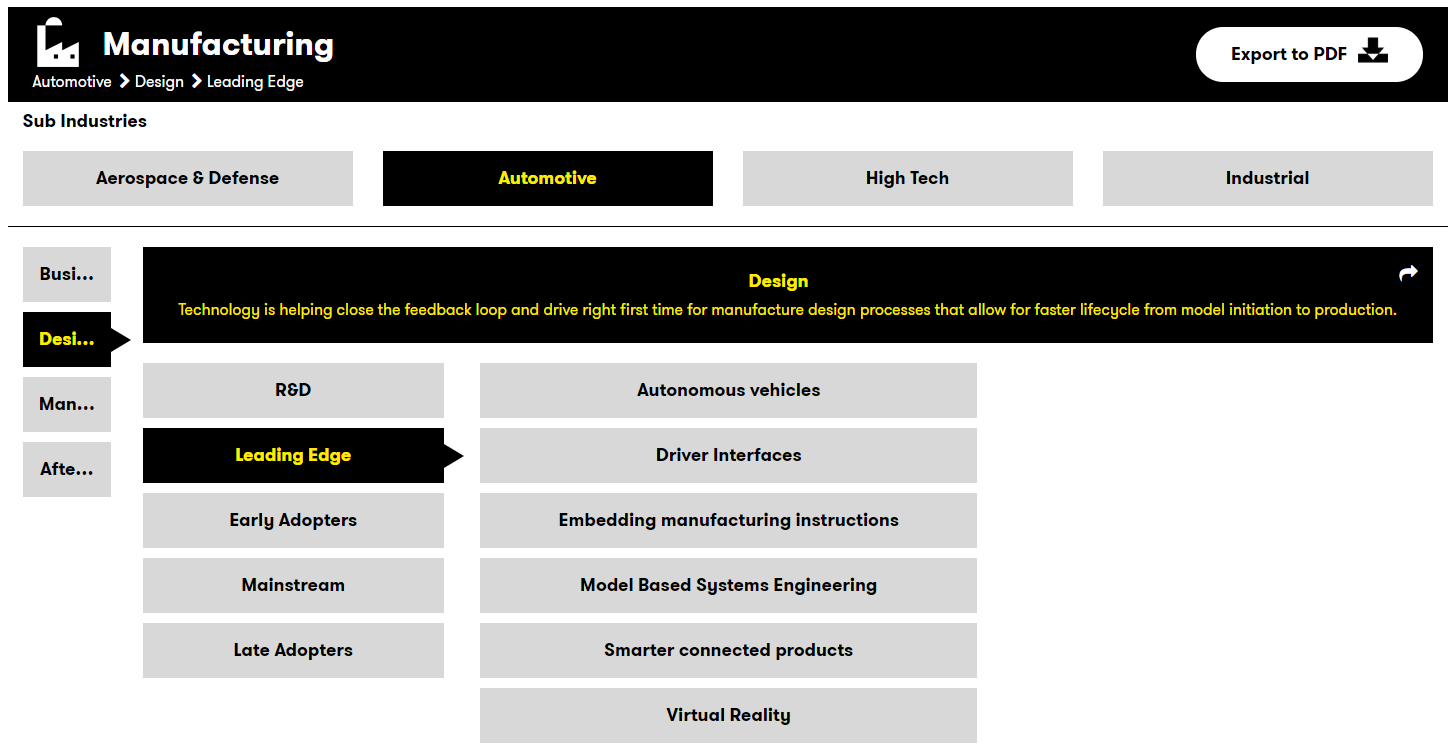 Manufacturing
Automotive > Design > Leading Edge
Export to PDF
Sub Industries
Aerospace & Defense
Automotive
High Tech
Industrial
Busi...
Desi...
Man...
Afte...
Design
Technology is helping close the feedback loop and drive right first time for manufacture design processes that allow for faster lifecycle from model initiation to production.
R&D
Leading Edge
Early Adopters
Mainstream
Late Adopters
Autonomous vehicles
Driver Interfaces
Embedding manufacturing instructions
Model Based Systems Engineering
Smarter connected products
Virtual Reality